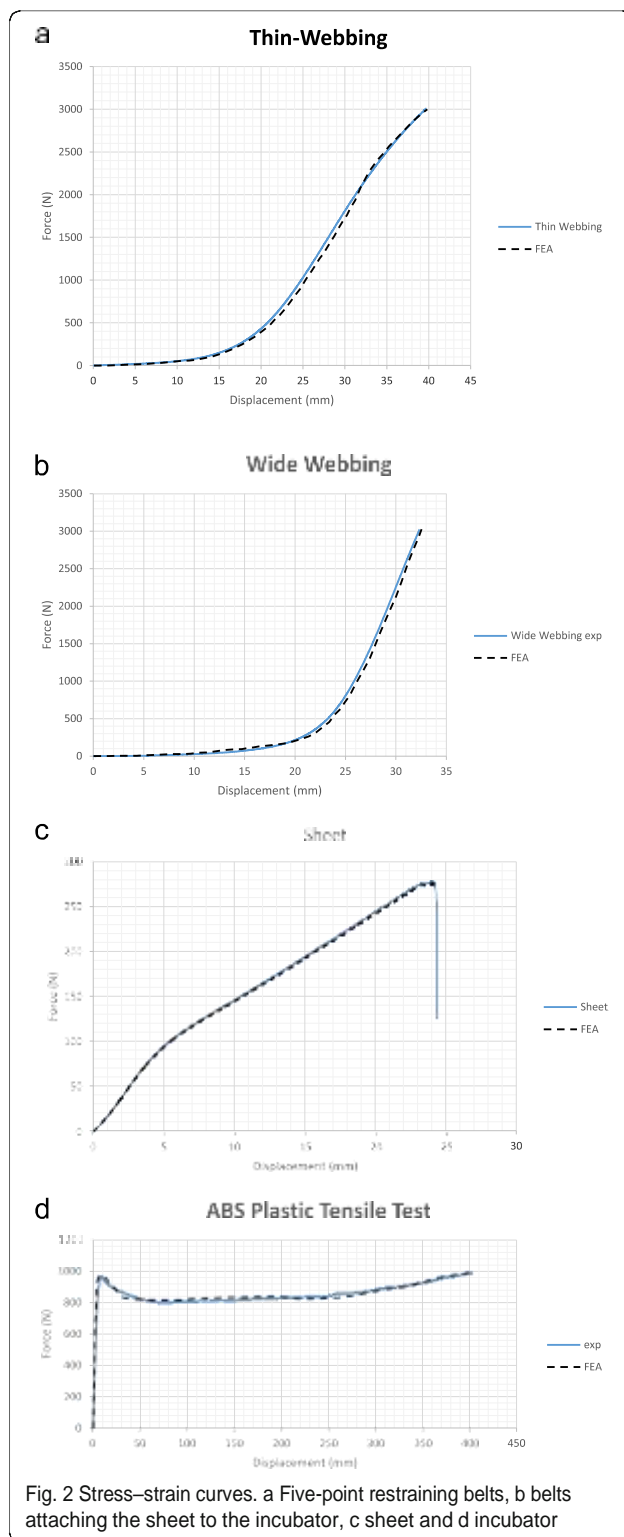 a
Thin-Webbing
3500
3000
2500
2000
1500
1000
500
0
0 5 10 15 20 25 30 35 40 45
Force (N)
Displacement (mm)
Thin Webbing
FEA
b
Wide Webbing
3500
3000
2500
2000
1500
1000
500
0
0 5 10 15 20 25 30 35
Force (N)
Displacement (mm)
Wide Webbing exp
FEA
c
Sheet
300
250
200
150
100
50
0
0 5 10 15 20 25 30
Force (N)
Displacement (mm)
Sheet
FEA
d
ABS Plastic Tensile Test
1200
1000
800
600
400
200
0
0 50 100 150 200 250 300 350 400 450
Force (N)
Displacement (mm)
exp
FEA
Fig. 2 Stress–strain curves. a Five-point restraining belts, b belts
attaching the sheet to the incubator, c sheet and d incubator